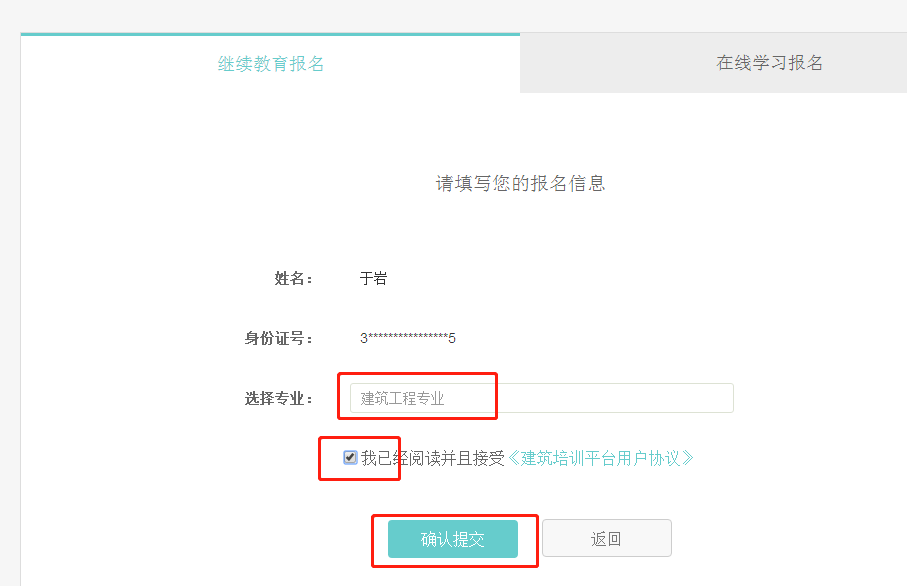 继续教育报名
在线学习报名
请填写您的报名信息
姓名： 于岩
身份证号： 3****************5
选择专业： 建筑工程专业
我已经阅读并且接受《建筑培训平台用户协议》
确认提交 返回